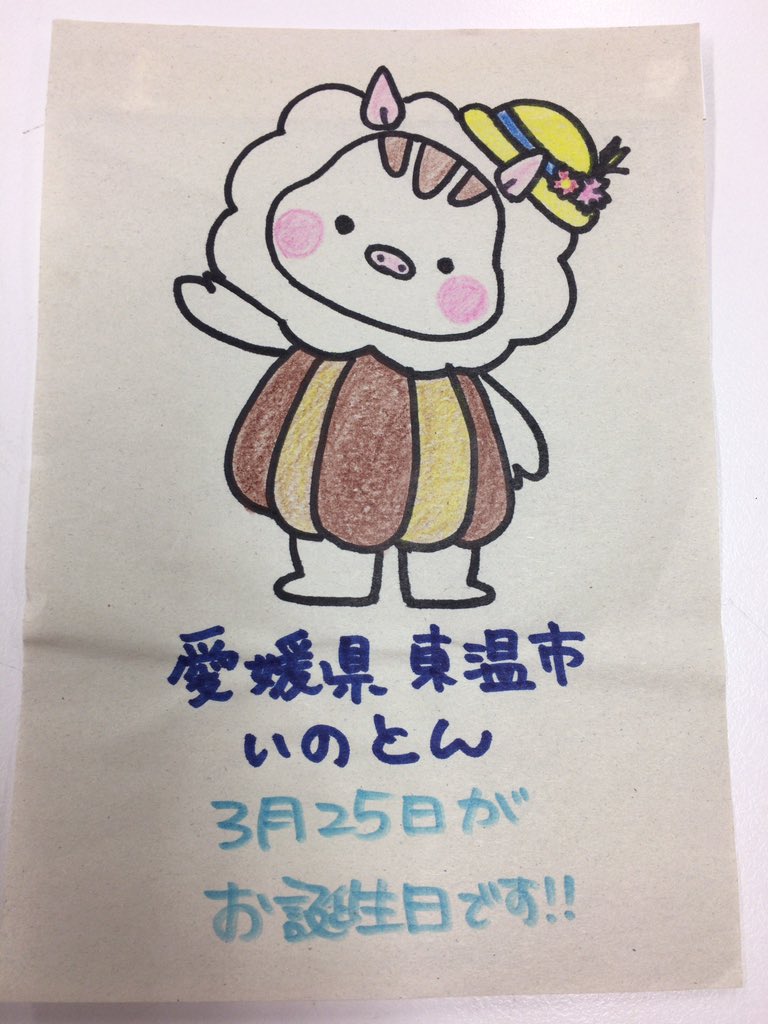 愛媛県 東温市
いのとん
3月25日が
お誕生日です!!